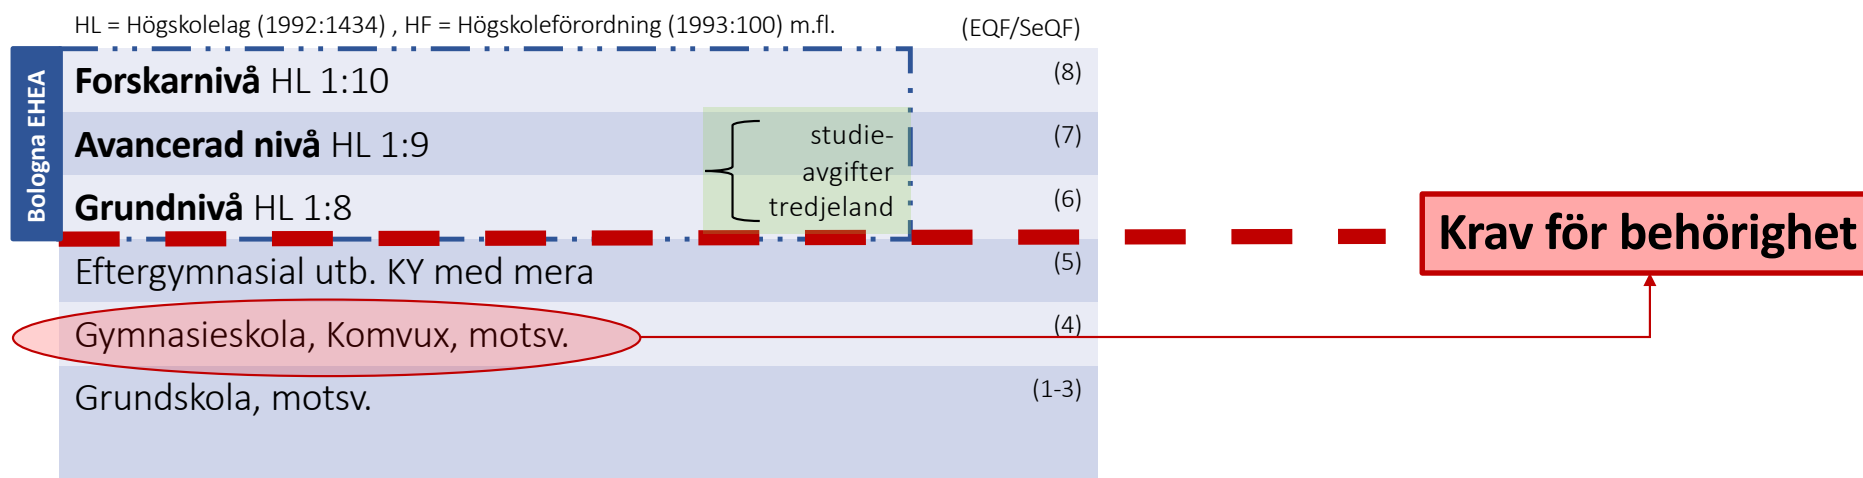 HL = Högskolelag (1992:1434) , HF = Högskoleförordning (1993:100) m.fl.
(EQF/SeQF)
Bologna EHEA
Forskarnivå HL 1:10
(8)
Avancerad nivå HL 1:9
(7)
studie-
avgifter
tredjeland
Grundnivå HL 1:8
(6)
Krav för behörighet
Eftergymnasial utb. KY med mera
(5)
Gymnasieskola, Komvux, motsv.
(4)
Grundskola, motsv.
(1-3)